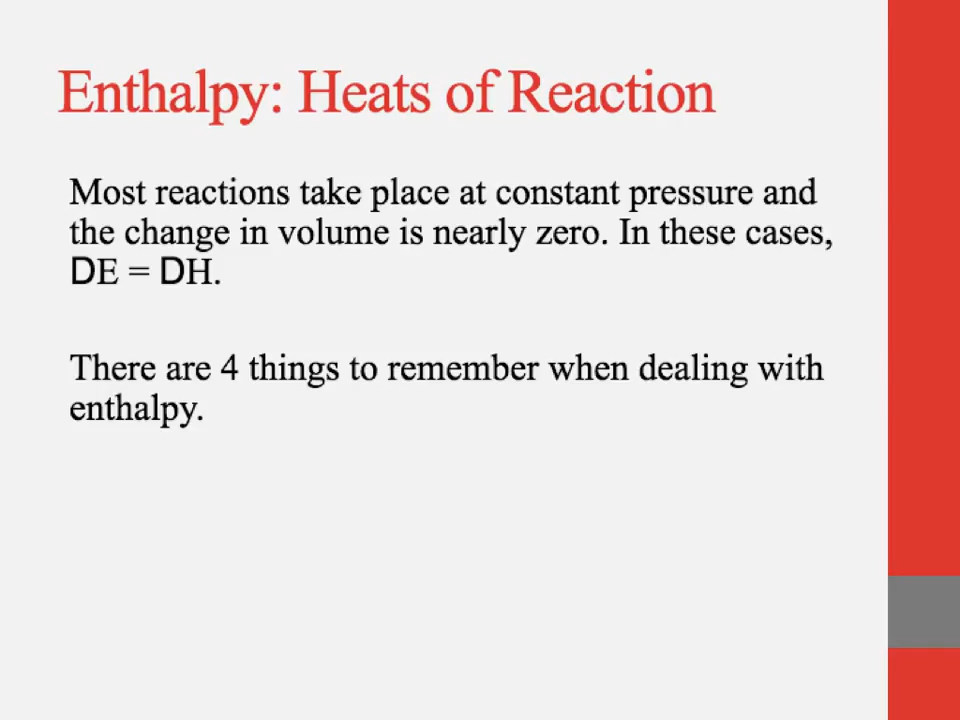 Enthalpy: Heats of Reaction
Most reactions take place at constant pressure and
the change in volume is nearly zero. In these cases,
DE = DH.
There are 4 things to remember when dealing with
enthalpy.